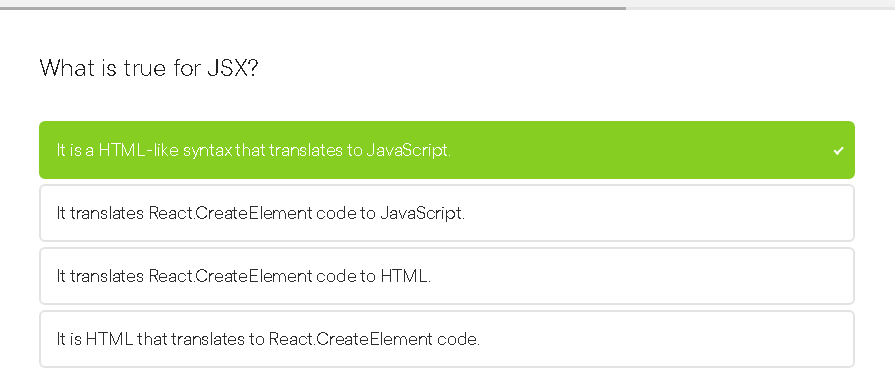 What is true for JSX?
It is a HTML-like syntax that translates to JavaScript.
It translates React.CreateElement code to JavaScript.
It translates React.CreateElement code to HTML.
It is HTML that translates to React.CreateElement code.